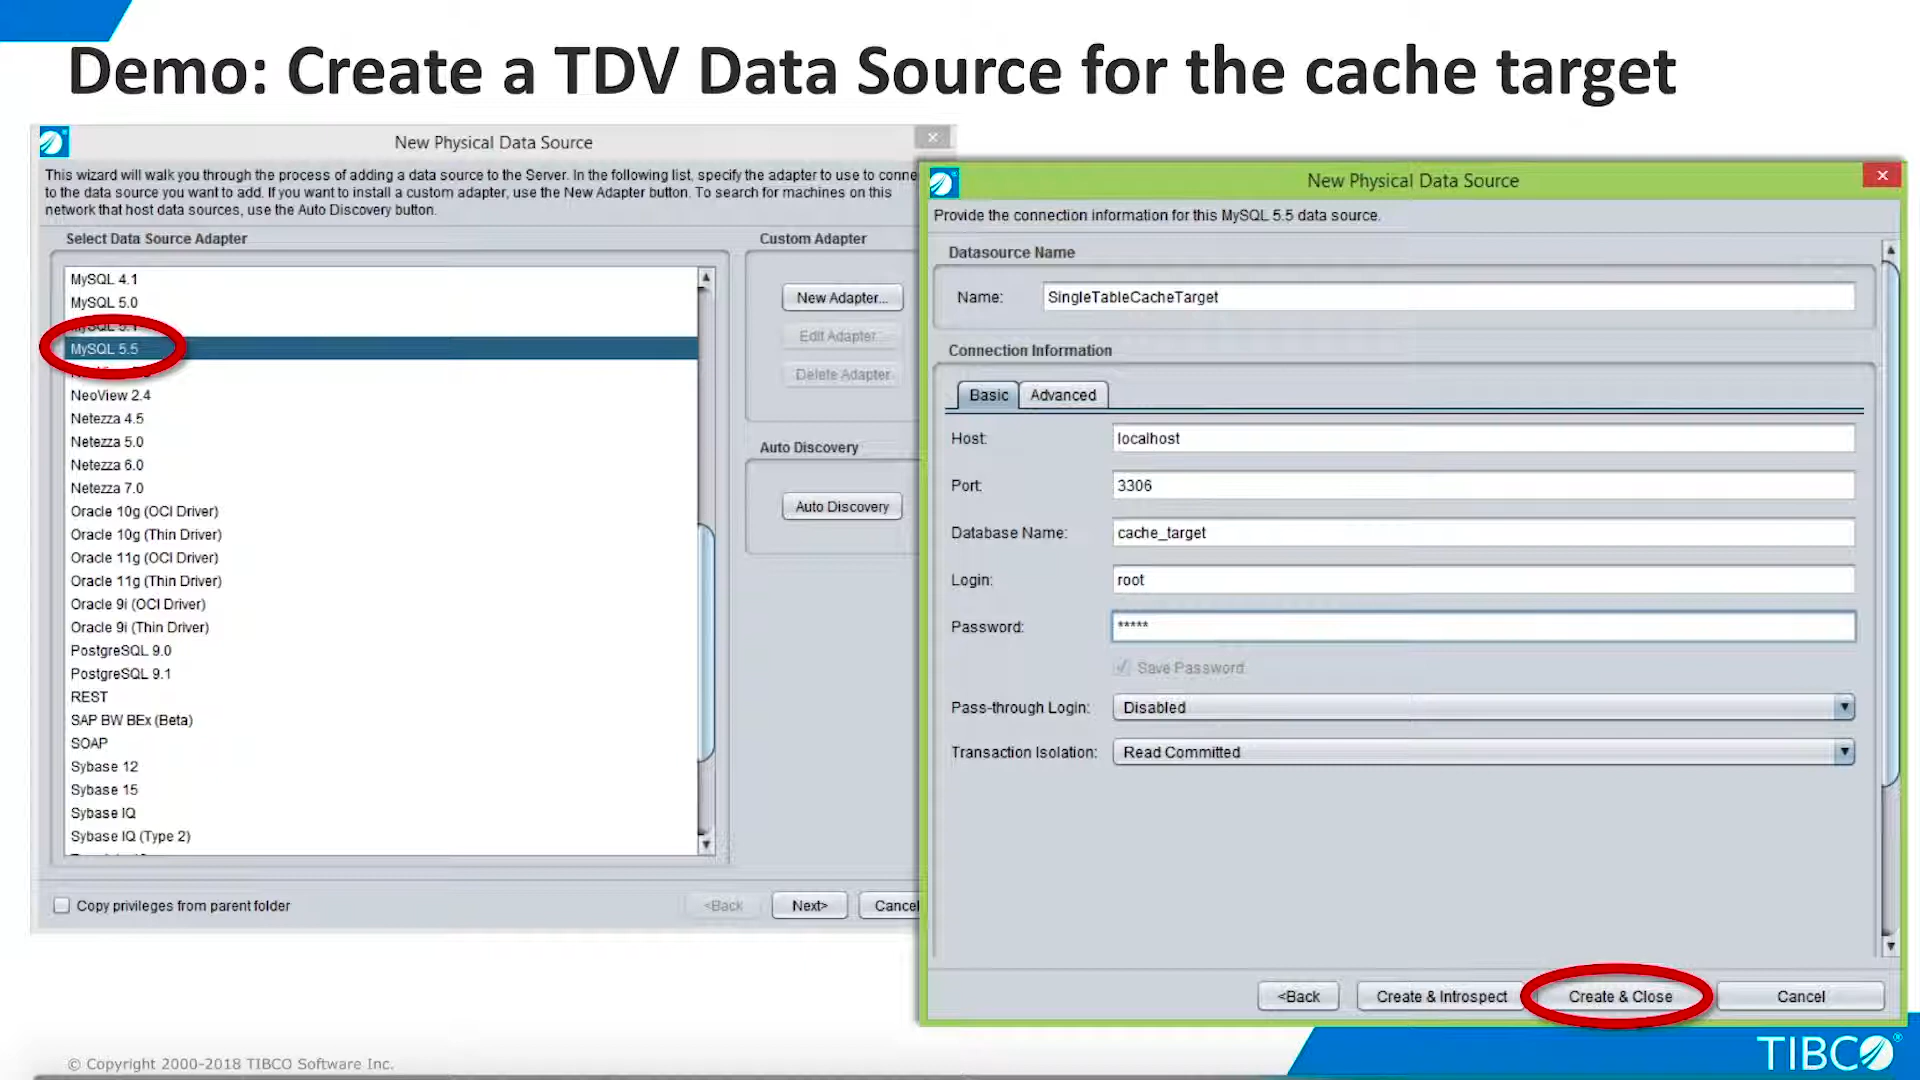 Demo: Create a TDV Data Source for the cache target
New Physical Data Source
This wizard will walk you through the process of adding a data source to the Server. In the following list, specify the adapter to use to conne
to the data source you want to add. If you want to install a custom adapter, use the New Adapter button. To search for machines on this
network that host data sources, use the Auto Discovery button.
Select Data Source Adapter
MySQL 4.1
MySQL 5.0
MySQL 5.1
MySQL 5.5
NeoView 2.4
Netezza 4.5
Netezza 5.0
Netezza 6.0
Netezza 7.0
Oracle 10g (OCI Driver)
Oracle 10g (Thin Driver)
Oracle 11g (OCI Driver)
Oracle 11g (Thin Driver)
Oracle 9i (OCI Driver)
Oracle 9i (Thin Driver)
PostgreSQL 9.0
PostgreSQL 9.1
REST
SAP BW BEx (Beta)
SOAP
Sybase 12
Sybase 15
Sybase IQ
Sybase IQ (Type 2)
Custom Adapter
New Adapter...
Edit Adapter...
Delete Adapter
Auto Discovery
Auto Discovery
Copy privileges from parent folder
<Back
Next>
Cancel
New Physical Data Source
Provide the connection information for this MySQL 5.5 data source.
Datasource Name
Name: SingleTableCacheTarget
Connection Information
Basic Advanced
Host: localhost
Port: 3306
Database Name: cache_target
Login: root
Password: *****
Save Password
Pass-through Login: Disabled
Transaction Isolation: Read Committed
<Back
Create & Introspect
Create & Close
Cancel
© Copyright 2000-2018 TIBCO Software Inc.
TIBCO®